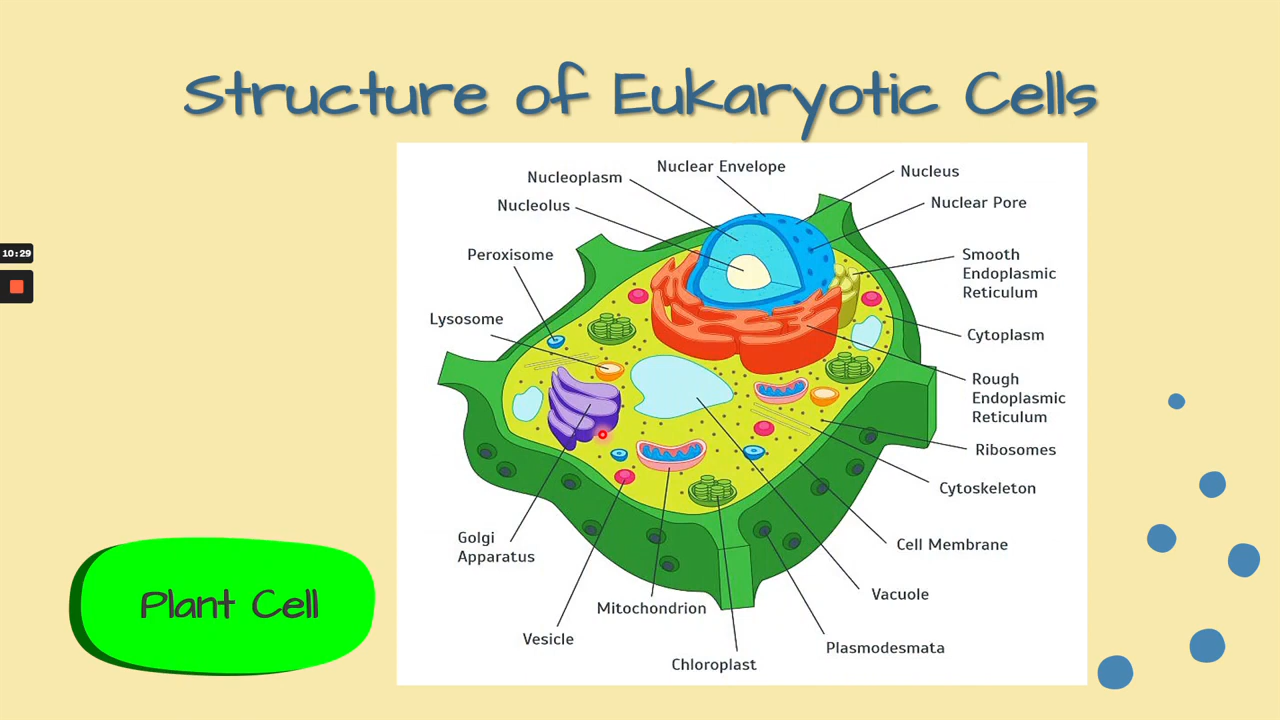 Structure of Eukaryotic Cells
Nuclear Envelope
Nucleoplasm
Nucleus
Nucleolus
Nuclear Pore
Peroxisome
Smooth
Endoplasmic
Reticulum
10:29
Lysosome
Cytoplasm
Rough
Endoplasmic
Reticulum
Ribosomes
Cytoskeleton
Golgi
Apparatus
Cell Membrane
Vacuole
Plant Cell
Mitochondrion
Vesicle
Plasmodesmata
Chloroplast